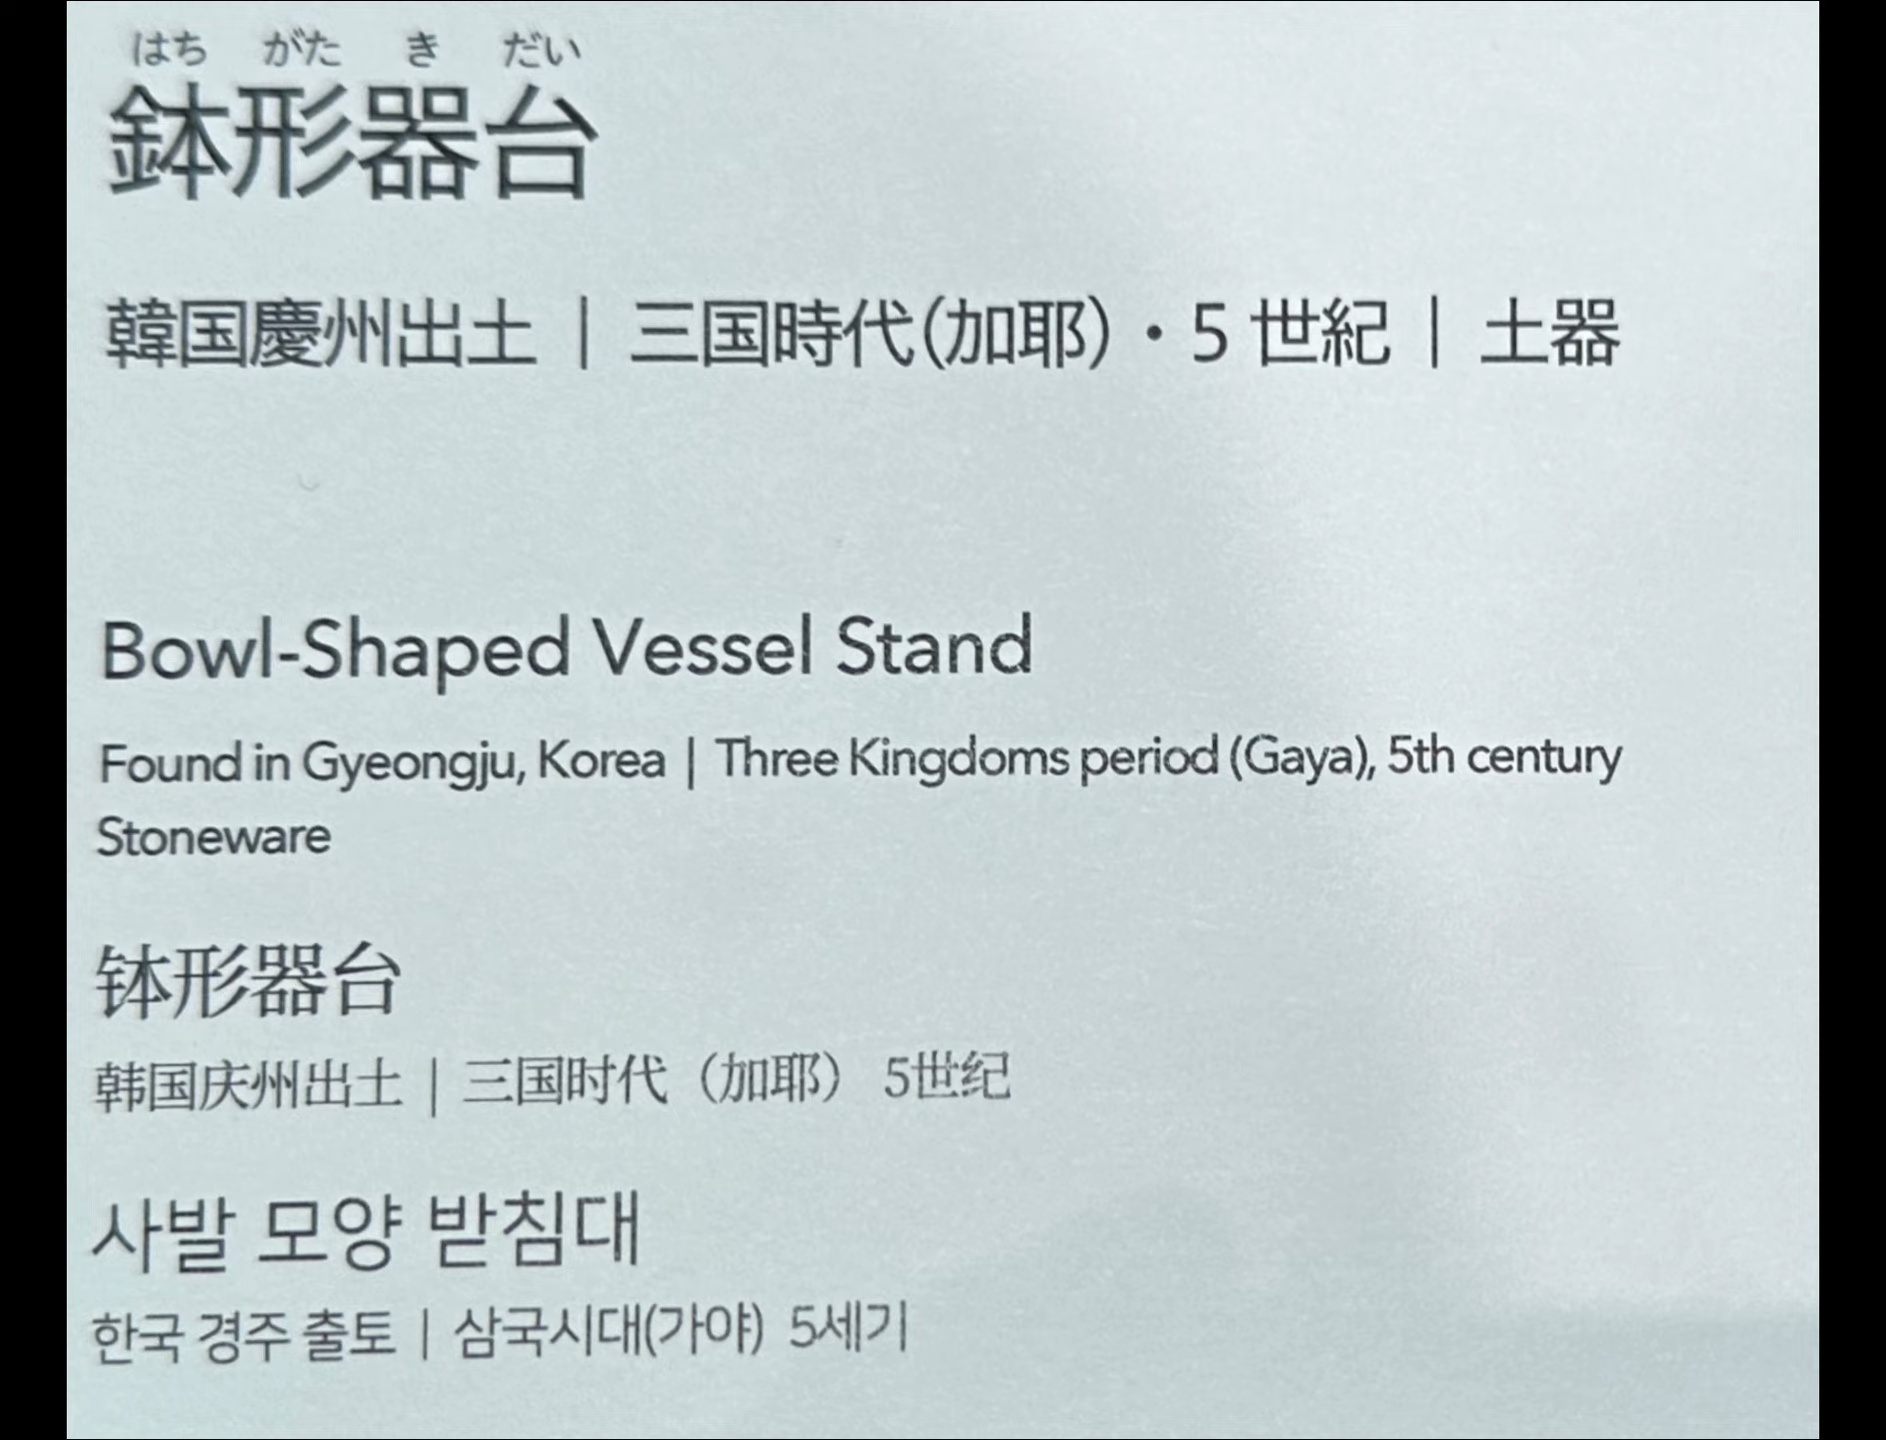 はち がた き だい
鉢形器台
韓国慶州出土 | 三国時代(加耶)・5 世紀 | 土器
Bowl-Shaped Vessel Stand
Found in Gyeongju, Korea | Three Kingdoms period (Gaya), 5th century
Stoneware
钵形器台
韩国庆州出土 | 三国时代（加耶） 5世纪
사발 모양 받침대
한국 경주 출토 | 삼국시대(가야) 5세기